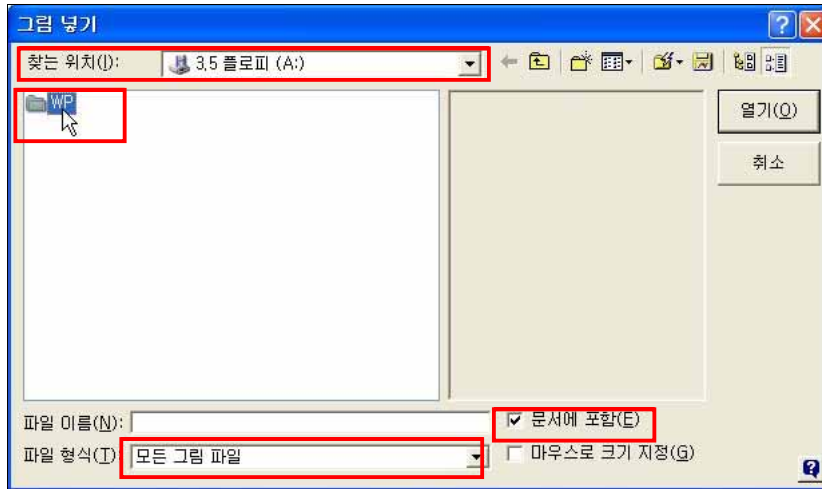 그림 넣기
찾는 위치(I): 3,5 플로피 (A:)
WP
열기(O)
취소
파일 이름(N):
문서에 포함(E)
파일 형식(T): 모든 그림 파일
마우스로 크기 지정(G)